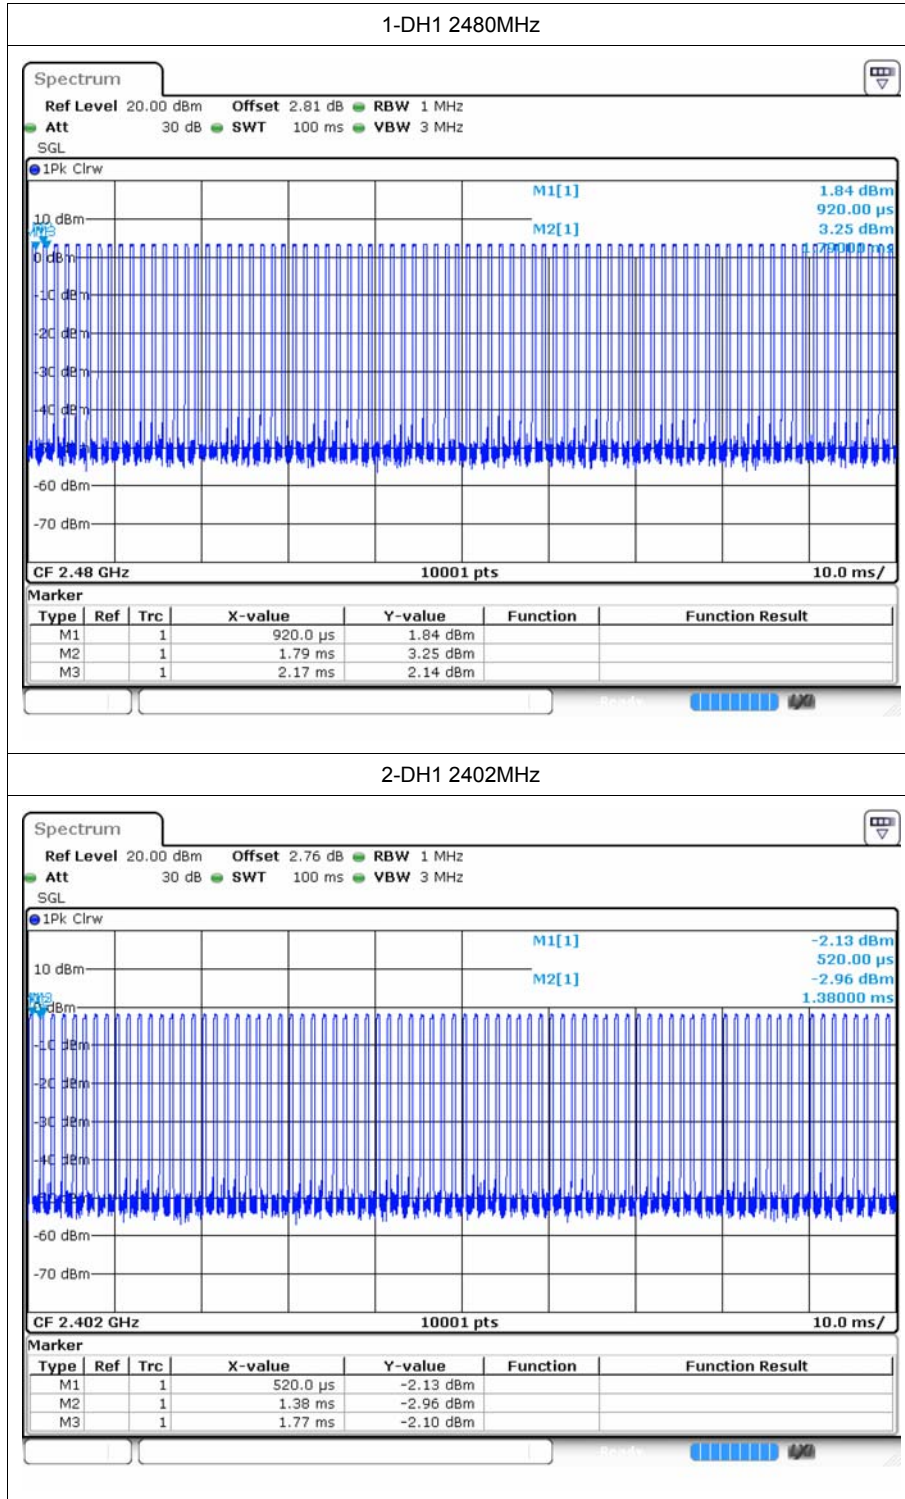 1-DH1 2480MHz
Spectrum
Ref Level 20.00 dBm Offset 2.81 dB RBW 1 MHz
Att 30 dB SWT 100 ms VBW 3 MHz
SGL
1Pk Clrw
M1[1] 1.84 dBm
920.00 µs
10 dBm
M2[1] 3.25 dBm
1.79000 ms
0 dBm
-10 dBm
-20 dBm
-30 dBm
-40 dBm
-60 dBm
-70 dBm
CF 2.48 GHz 10001 pts 10.0 ms/
Marker
Type Ref Trc X-value Y-value Function Function Result
M1 1 920.0 µs 1.84 dBm
M2 1 1.79 ms 3.25 dBm
M3 1 2.17 ms 2.14 dBm
Ready
2-DH1 2402MHz
Spectrum
Ref Level 20.00 dBm Offset 2.76 dB RBW 1 MHz
Att 30 dB SWT 100 ms VBW 3 MHz
SGL
1Pk Clrw
M1[1] -2.13 dBm
520.00 µs
10 dBm
M2[1] -2.96 dBm
1.38000 ms
0 dBm
-10 dBm
-20 dBm
-30 dBm
-40 dBm
-60 dBm
-70 dBm
CF 2.402 GHz 10001 pts 10.0 ms/
Marker
Type Ref Trc X-value Y-value Function Function Result
M1 1 520.0 µs -2.13 dBm
M2 1 1.38 ms -2.96 dBm
M3 1 1.77 ms -2.10 dBm
Ready